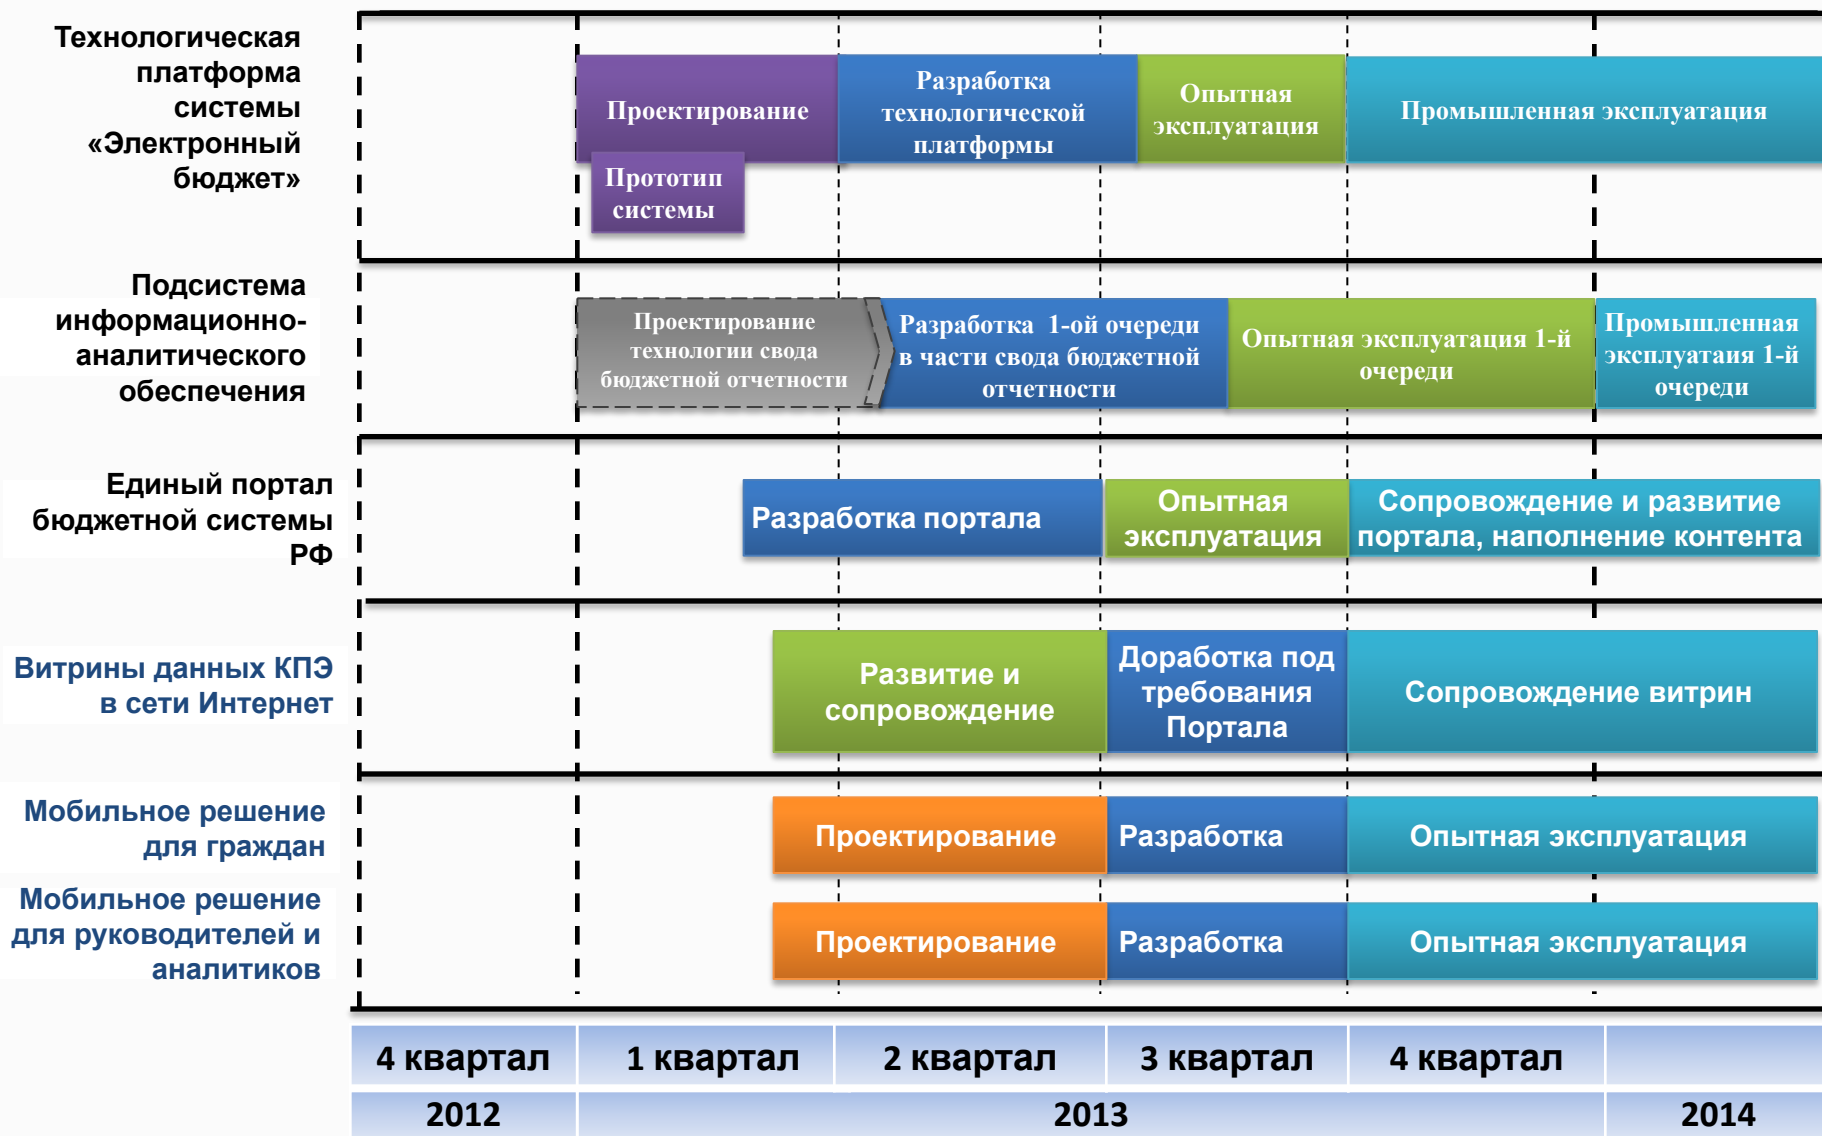 Технологическая
платформа
системы
«Электронный
бюджет»
Проектирование
Прототип
системы
Разработка
технологической
платформы
Опытная
эксплуатация
Промышленная эксплуатация
Подсистема
информационно-
аналитического
обеспечения
Проектирование
технологии свода
бюджетной отчетности
Разработка 1-ой очереди
в части свода бюджетной
отчетности
Опытная эксплуатация 1-й
очереди
Промышленная
эксплуатаия 1-й
очереди
Единый портал
бюджетной системы
РФ
Разработка портала
Опытная
эксплуатация
Сопровождение и развитие
портала, наполнение контента
Витрины данных КПЭ
в сети Интернет
Развитие и
сопровождение
Доработка под
требования
Портала
Сопровождение витрин
Мобильное решение
для граждан
Проектирование
Разработка
Опытная эксплуатация
Мобильное решение
для руководителей и
аналитиков
Проектирование
Разработка
Опытная эксплуатация
4 квартал
1 квартал
2 квартал
3 квартал
4 квартал
2012
2013
2014